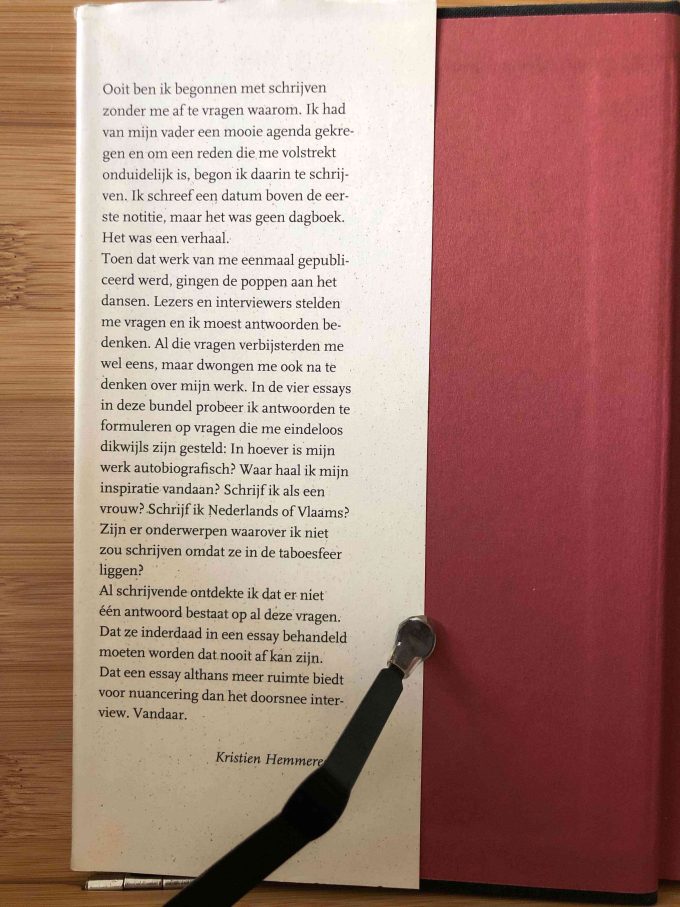 Ooit ben ik begonnen met schrijven
zonder me af te vragen waarom. Ik had
van mijn vader een mooie agenda gekre-
gen en om een reden die me volstrekt
onduidelijk is, begon ik daarin te schrij-
ven. Ik schreef een datum boven de eer-
ste notitie, maar het was geen dagboek.
Het was een verhaal.
Toen dat werk van me eenmaal gepubli-
ceerd werd, gingen de poppen aan het
dansen. Lezers en interviewers stelden
me vragen en ik moest antwoorden be-
denken. Al die vragen verbijsterden me
wel eens, maar dwongen me ook na te
denken over mijn werk. In de vier essays
in deze bundel probeer ik antwoorden te
formuleren op vragen die me eindeloos
dikwijls zijn gesteld: In hoever is mijn
werk autobiografisch? Waar haal ik mijn
inspiratie vandaan? Schrijf ik als een
vrouw? Schrijf ik Nederlands of Vlaams?
Zijn er onderwerpen waarover ik niet
zou schrijven omdat ze in de taboesfeer
liggen?
Al schrijvende ontdekte ik dat er niet
één antwoord bestaat op al deze vragen.
Dat ze inderdaad in een essay behandeld
moeten worden dat nooit af kan zijn.
Dat een essay althans meer ruimte biedt
voor nuancering dan het doorsnee inter-
view. Vandaar.
Kristien